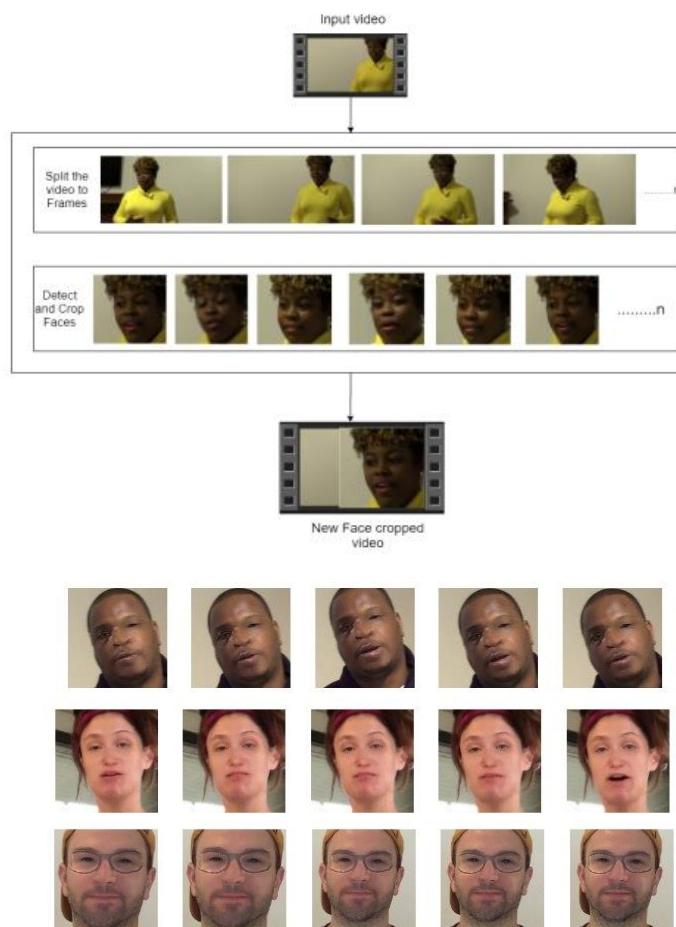 Input video
Split the
video to
Frames
Detect
and Crop
Faces
.........n
New Face cropped
video